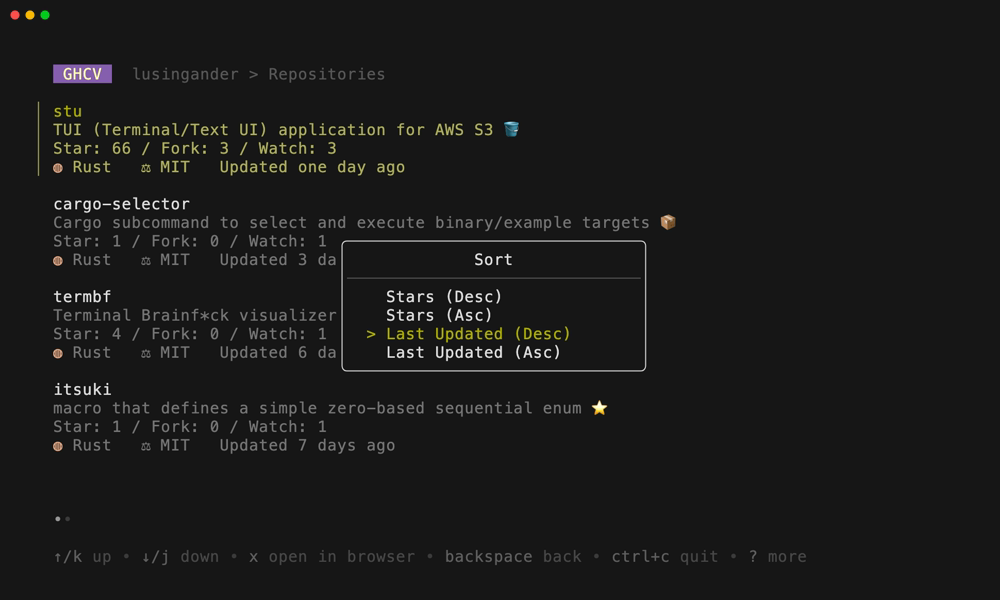 GHCV lusingander > Repositories
stu
TUI (Terminal/Text UI) application for AWS S3 🪣
Star: 66 / Fork: 3 / Watch: 3
Rust ⚖ MIT Updated one day ago
cargo-selector
Cargo subcommand to select and execute binary/example targets 📦
Star: 1 / Fork: 0 / Watch: 1
Rust ⚖ MIT Updated 3 da
termbf
Terminal Brainf*ck visualizer
Star: 4 / Fork: 0 / Watch: 1
Rust ⚖ MIT Updated 6 da
Sort
Stars (Desc)
Stars (Asc)
> Last Updated (Desc)
Last Updated (Asc)
itsuki
macro that defines a simple zero-based sequential enum ⭐
Star: 1 / Fork: 0 / Watch: 1
Rust ⚖ MIT Updated 7 days ago
••
↑/k up • ↓/j down • x open in browser • backspace back • ctrl+c quit • ? more